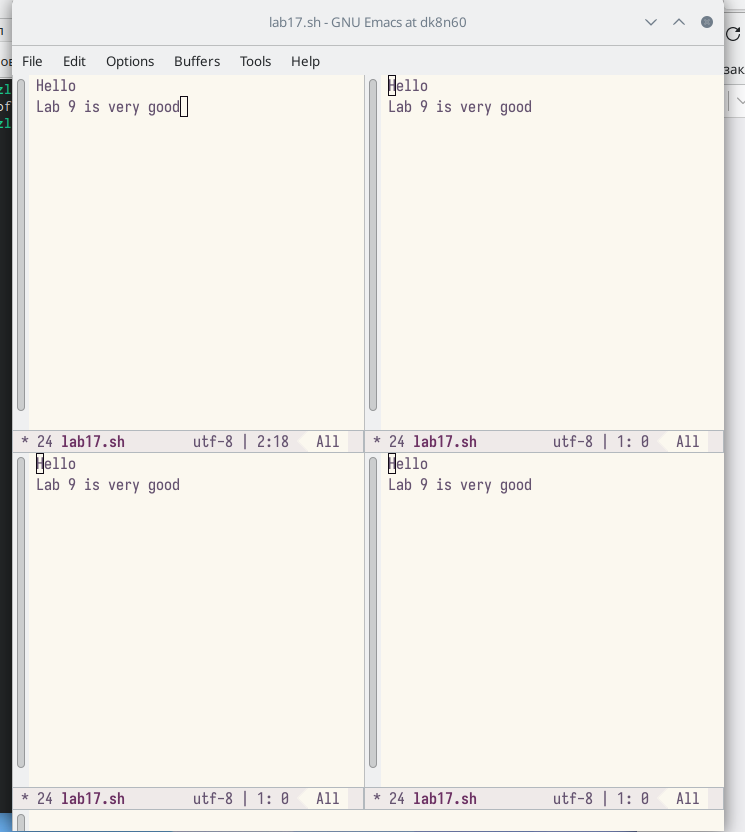 lab17.sh - GNU Emacs at dk8n60
File Edit Options Buffers Tools Help
Hello
Lab 9 is very good
* 24 lab17.sh utf-8 | 2:18 All
Hello
Lab 9 is very good
* 24 lab17.sh utf-8 | 1: 0 All
Hello
Lab 9 is very good
* 24 lab17.sh utf-8 | 1: 0 All
Hello
Lab 9 is very good
* 24 lab17.sh utf-8 | 1: 0 All
зак